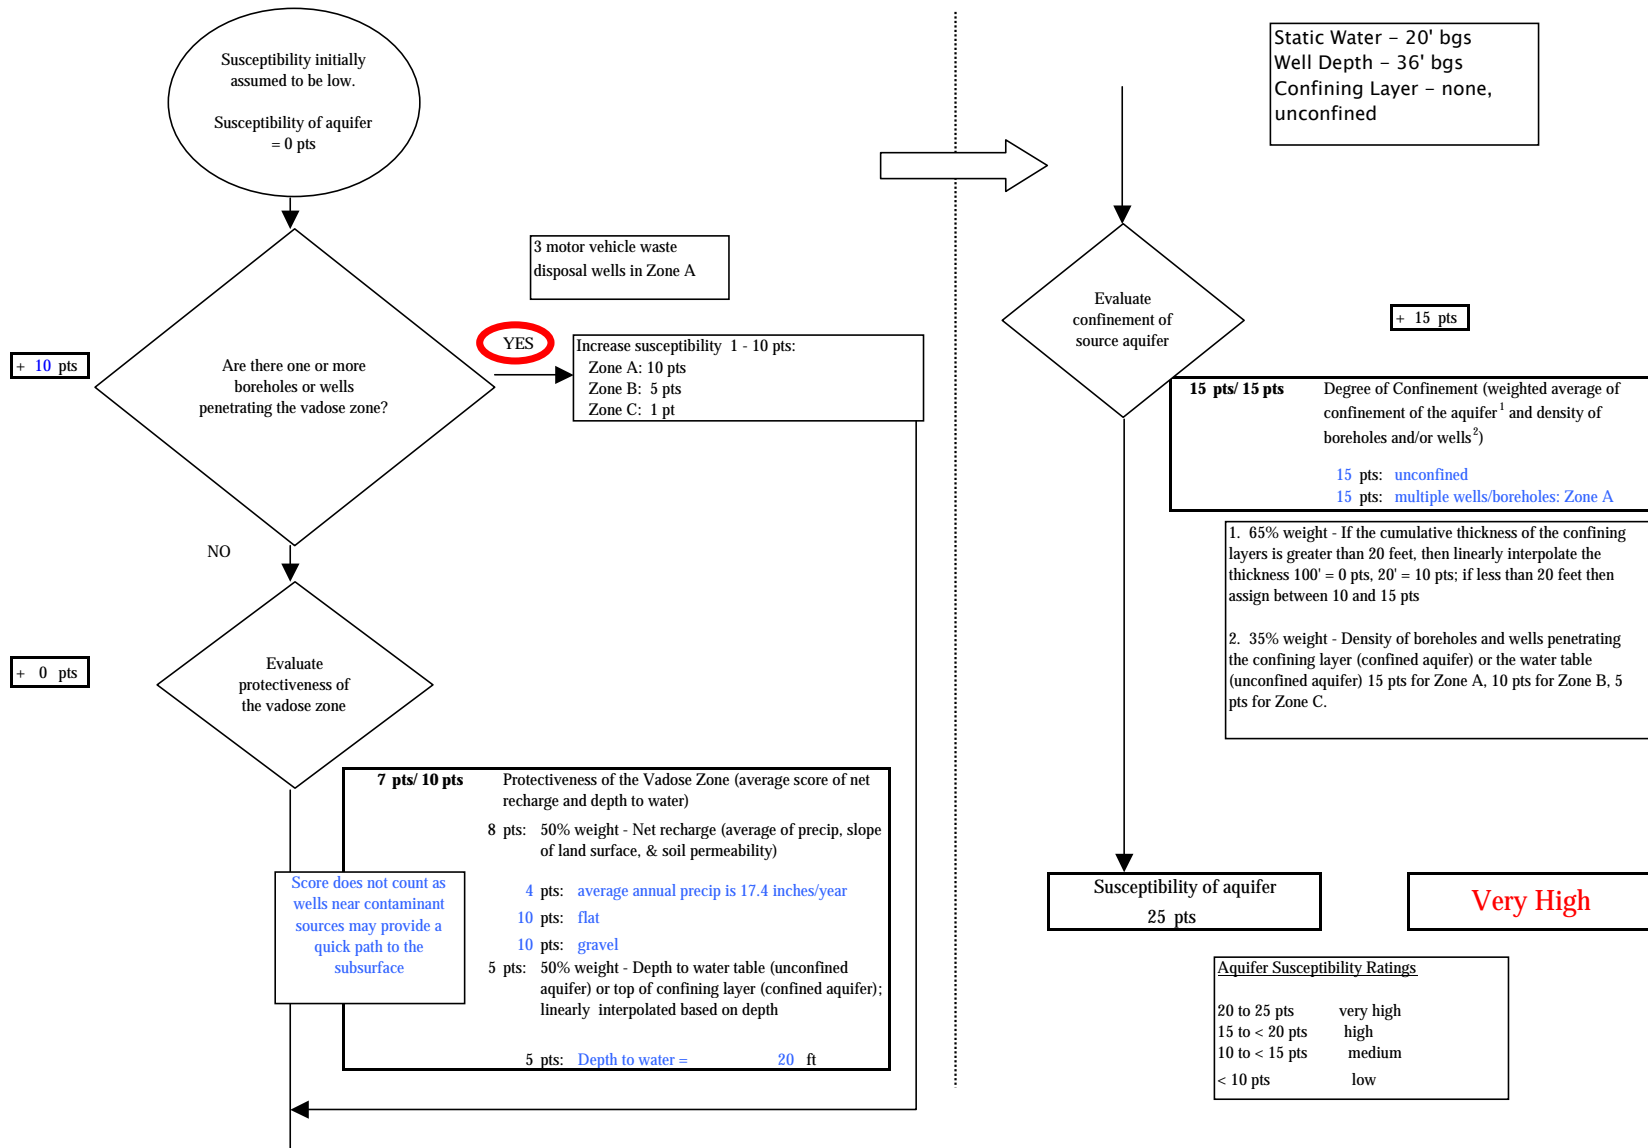 Susceptibility initially
assumed to be low.
Susceptibility of aquifer
= 0 pts
3 motor vehicle waste
disposal wells in Zone A
YES
+ 10 pts
Are there one or more
boreholes or wells
penetrating the vadose zone?
Increase susceptibility 1 - 10 pts:
Zone A: 10 pts
Zone B: 5 pts
Zone C: 1 pt
NO
+ 0 pts
Evaluate
protectiveness of
the vadose zone
7 pts/ 10 pts
Protectiveness of the Vadose Zone (average score of net
recharge and depth to water)
8 pts: 50% weight - Net recharge (average of precip, slope
of land surface, & soil permeability)
4 pts: average annual precip is 17.4 inches/year
10 pts: flat
10 pts: gravel
5 pts: 50% weight - Depth to water table (unconfined
aquifer) or top of confining layer (confined aquifer);
linearly interpolated based on depth
5 pts: Depth to water = 20 ft
Score does not count as
wells near contaminant
sources may provide a
quick path to the
subsurface
Static Water – 20' bgs
Well Depth – 36' bgs
Confining Layer – none,
unconfined
Evaluate
confinement of
source aquifer
+ 15 pts
15 pts/ 15 pts
Degree of Confinement (weighted average of
confinement of the aquifer1 and density of
boreholes and/or wells2)
15 pts: unconfined
15 pts: multiple wells/boreholes: Zone A
1. 65% weight - If the cumulative thickness of the confining
layers is greater than 20 feet, then linearly interpolate the
thickness 100' = 0 pts, 20' = 10 pts; if less than 20 feet then
assign between 10 and 15 pts
2. 35% weight - Density of boreholes and wells penetrating
the confining layer (confined aquifer) or the water table
(unconfined aquifer) 15 pts for Zone A, 10 pts for Zone B, 5
pts for Zone C.
Susceptibility of aquifer
25 pts
Very High
Aquifer Susceptibility Ratings
20 to 25 pts very high
15 to < 20 pts high
10 to < 15 pts medium
< 10 pts low